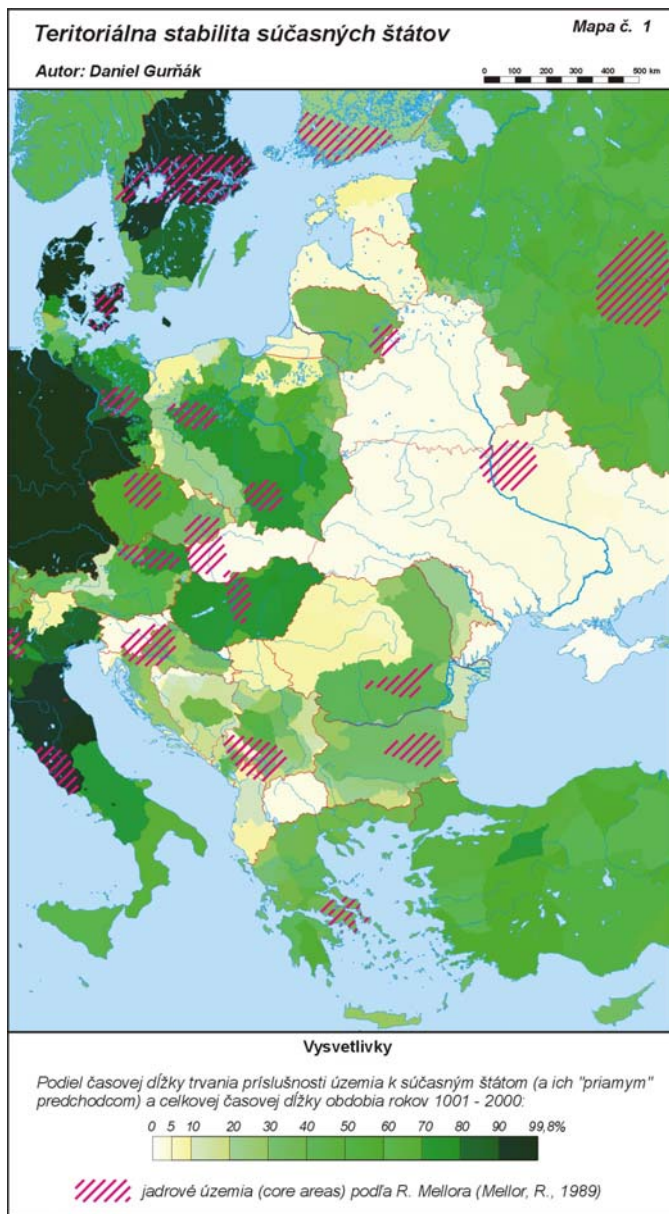 Teritoriálna stabilita súčasných štátov
Mapa č. 1
Autor: Daniel Gurňák
0 100 200 300 400 500 km
Vysvetlivky
Podiel časovej dĺžky trvania príslušnosti územia k súčasným štátom (a ich "priamym"
predchodcom) a celkovej časovej dĺžky obdobia rokov 1001 - 2000:
0 5 10 20 30 40 50 60 70 80 90 99,8%
jadrové územia (core areas) podľa R. Mellora (Mellor, R., 1989)